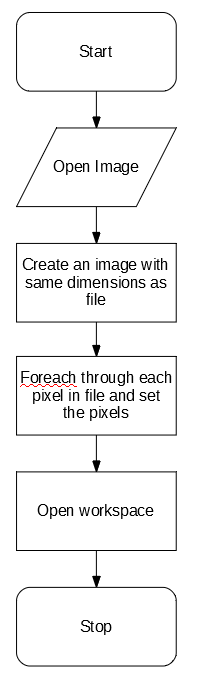 Start
Open Image
Create an image with
same dimensions as
file
Foreach through each
pixel in file and set
the pixels
Open workspace
Stop